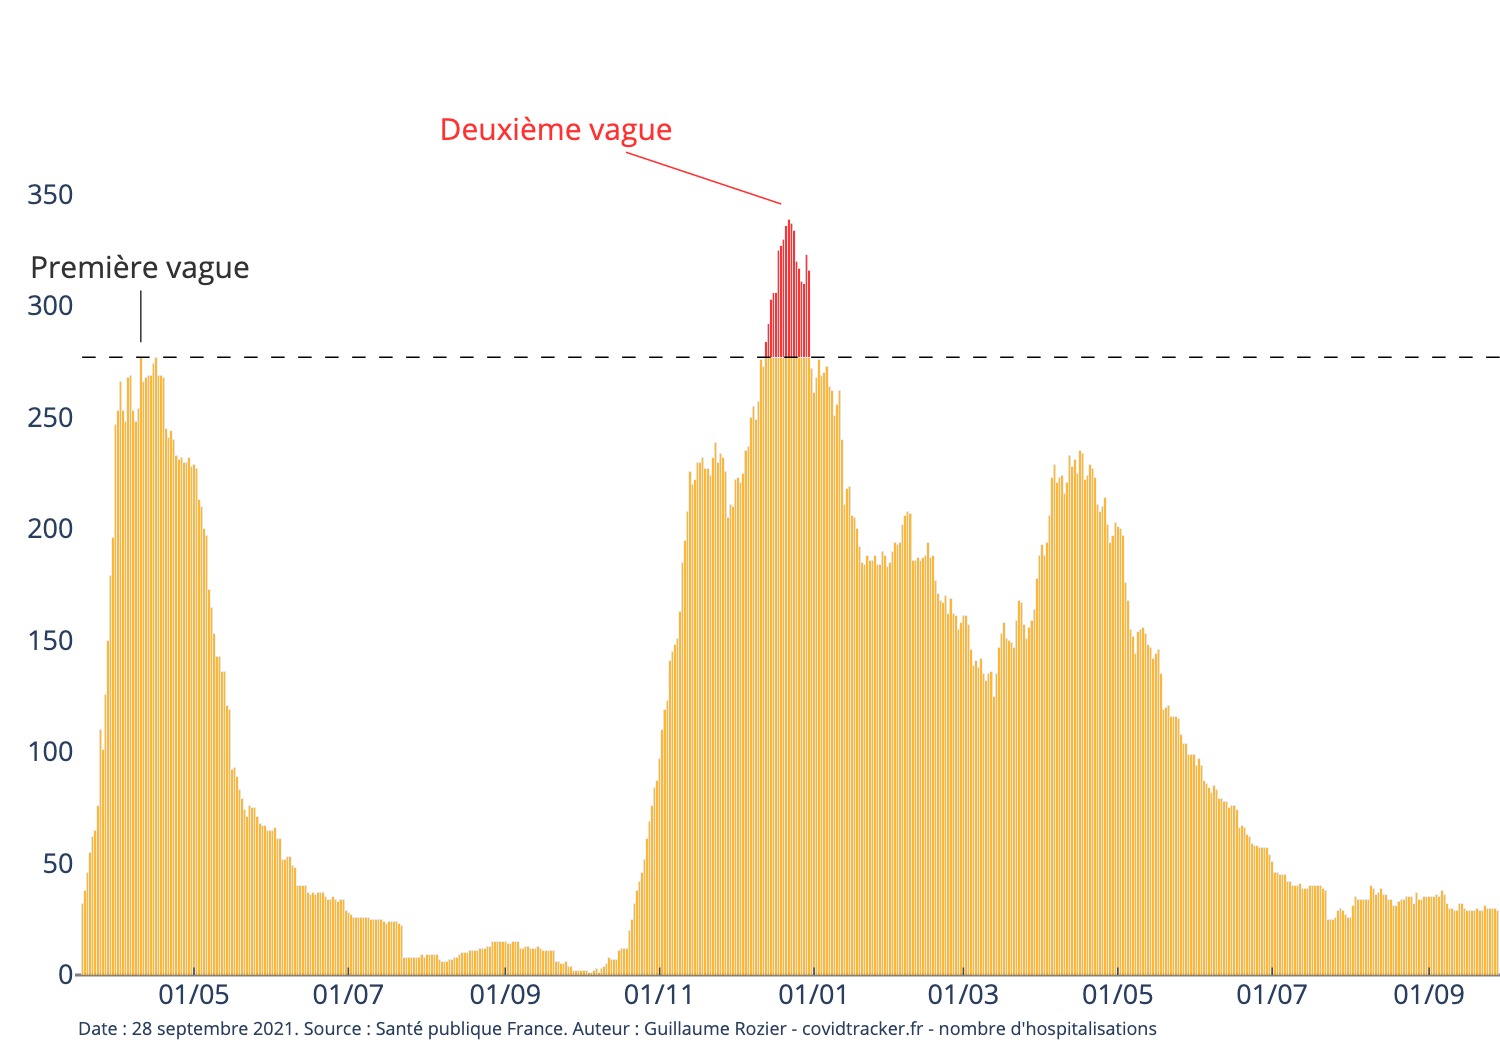 Deuxième vague
350
Première vague
300
250
200
150
100
50
0
01/05 01/07 01/09 01/11 01/01 01/03 01/05 01/07 01/09
Date : 28 septembre 2021. Source : Santé publique France. Auteur : Guillaume Rozier - covidtracker.fr - nombre d'hospitalisations